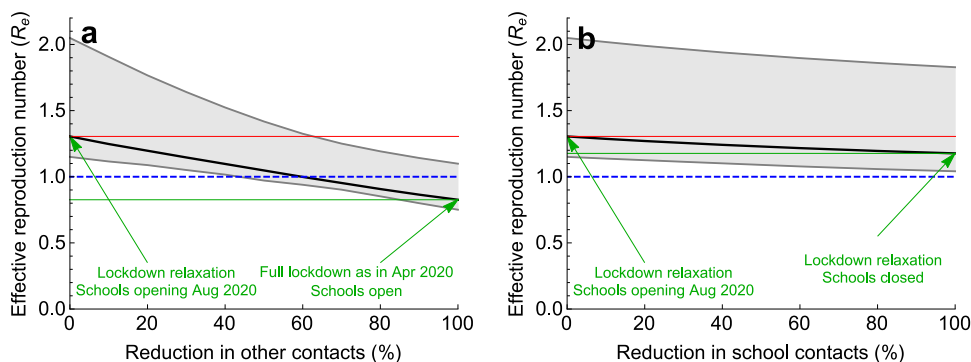 a
Effective reproduction number (Re)
2.0
1.5
1.0
0.5
0.0
Lockdown relaxation
Schools opening Aug 2020
Full lockdown as in Apr 2020
Schools open
0 20 40 60 80 100
Reduction in other contacts (%)
b
Effective reproduction number (Re)
2.0
1.5
1.0
0.5
0.0
Lockdown relaxation
Schools opening Aug 2020
Lockdown relaxation
Schools closed
0 20 40 60 80 100
Reduction in school contacts (%)